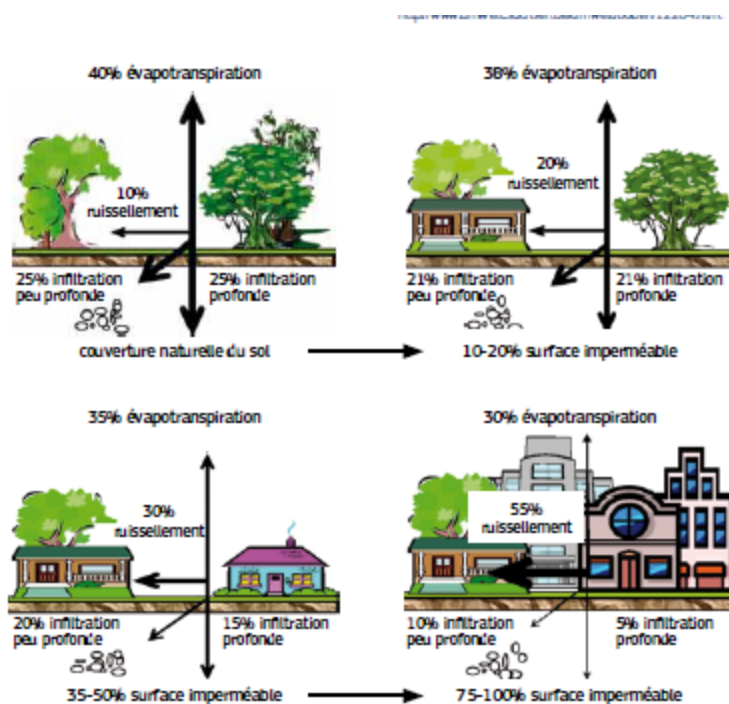 40% évapotranspiration
10%
ruissellement
25% infiltration
peu profonde
25% infiltration
profonde
couverture naturelle du sol
38% évapotranspiration
20%
ruissellement
21% infiltration
peu profonde
21% infiltration
profonde
10-20% surface imperméable
35% évapotranspiration
30%
ruissellement
20% infiltration
peu profonde
15% infiltration
profonde
35-50% surface imperméable
30% évapotranspiration
55%
ruissellement
10% infiltration
peu profonde
5% infiltration
profonde
75-100% surface imperméable